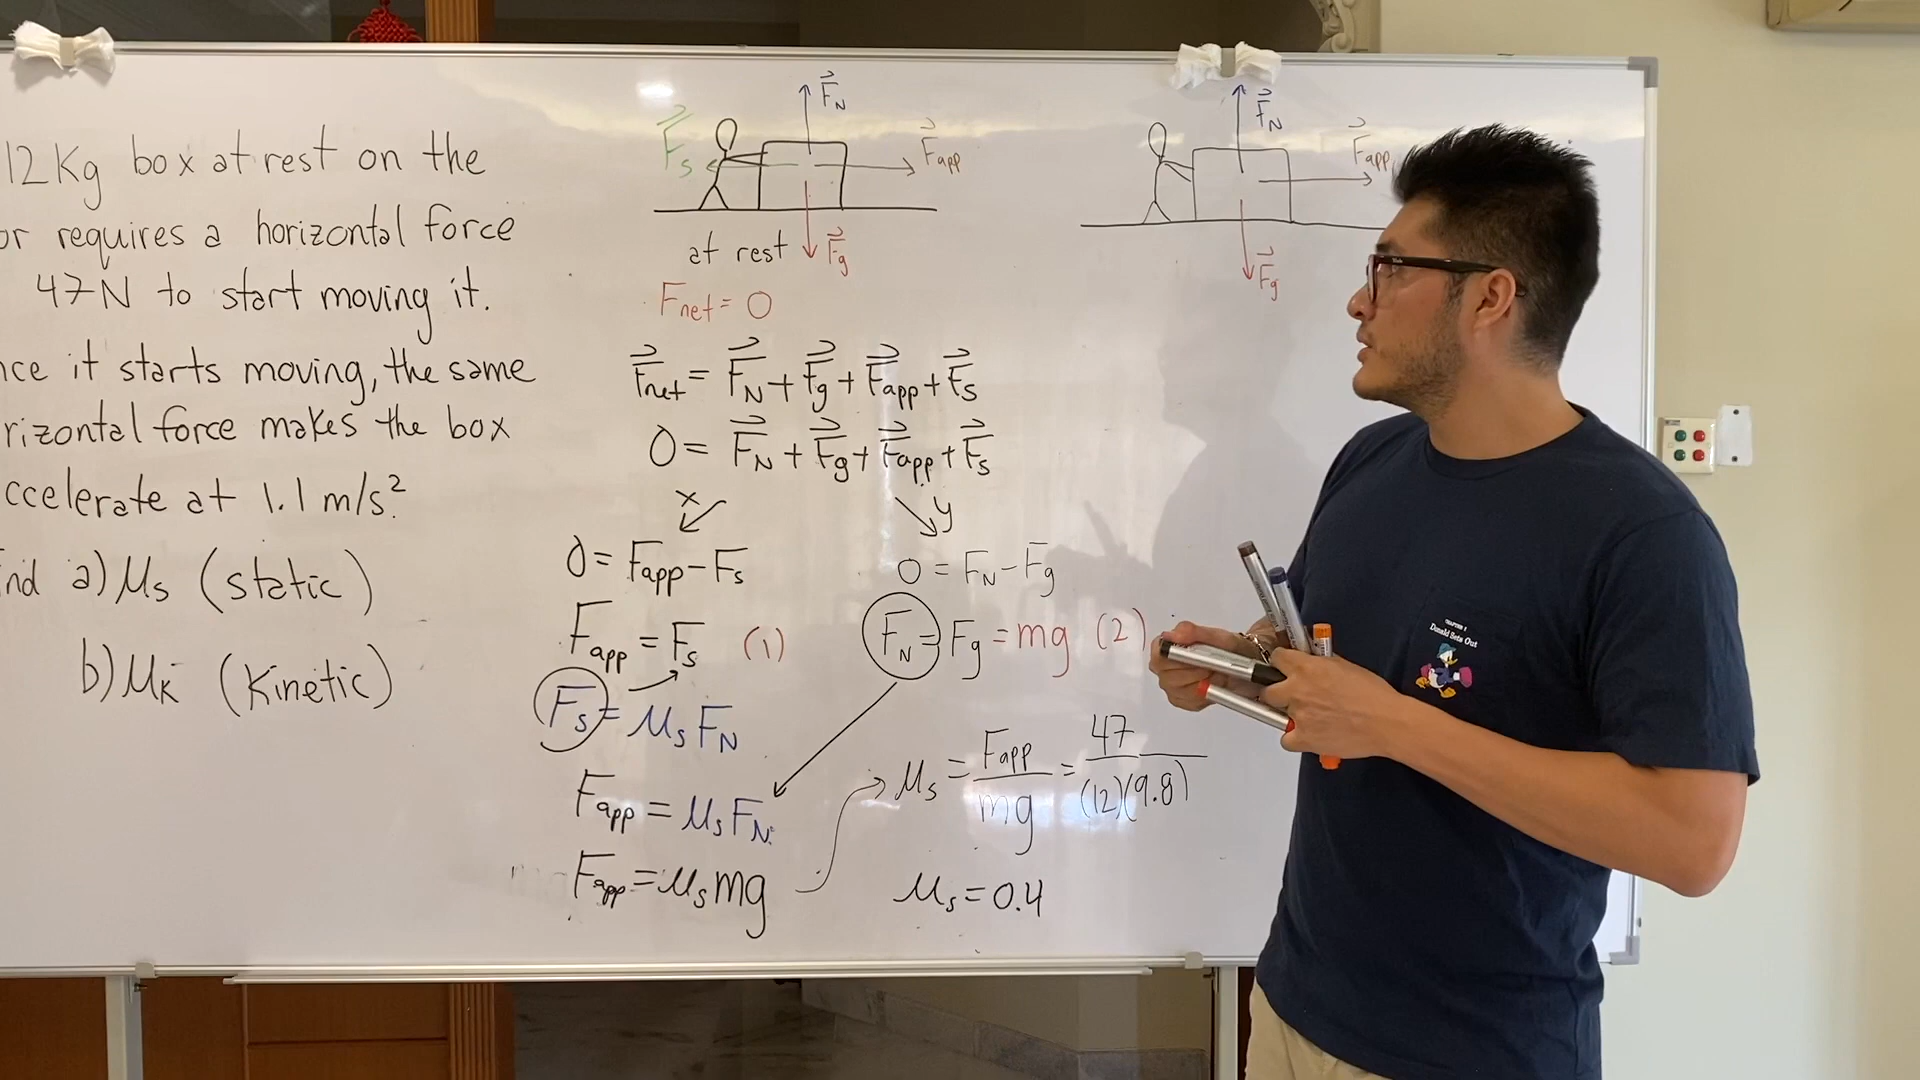 12Kg box at rest on the
or requires a horizontal force
47N to start moving it.
nce it starts moving, the same
rizontal force makes the box
ccelerate at 1.1 m/s².
nd a) μs (static)
b) μk (Kinetic)
F⃗s
F⃗N
F⃗app
F⃗g
at rest
Fnet = 0
F⃗net = F⃗N + F⃗g + F⃗app + F⃗s
0 = F⃗N + F⃗g + F⃗app + F⃗s
x
y
0 = Fapp - Fs
Fapp = Fs (1)
Fs = μs FN
Fapp = μs FN
Fapp = μs mg
0 = FN - Fg
FN = Fg = mg (2)
μs = Fapp/mg = 47/(12)(9.8)
μs = 0.4
F⃗N
F⃗app
F⃗g
Donald Sets Out